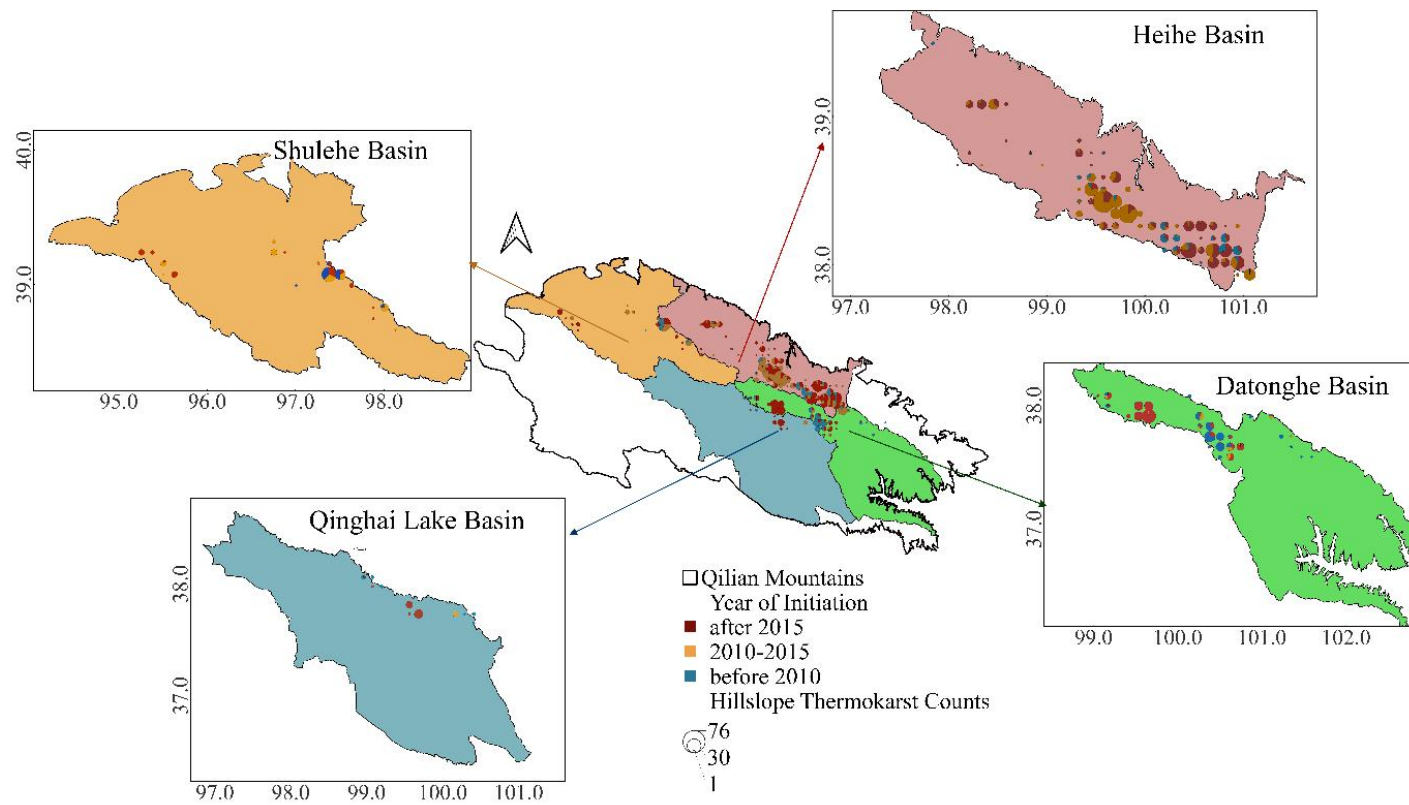 Heihe Basin
39.0
38.0
97.0 98.0 99.0 100.0 101.0
Shulehe Basin
40.0
39.0
95.0 96.0 97.0 98.0
Datonghe Basin
38.0
37.0
99.0 100.0 101.0 102.0
Qinghai Lake Basin
38.0
37.0
97.0 98.0 99.0 100.0 101.0
Qilian Mountains
Year of Initiation
after 2015
2010-2015
before 2010
Hillslope Thermokarst Counts
76
30
1